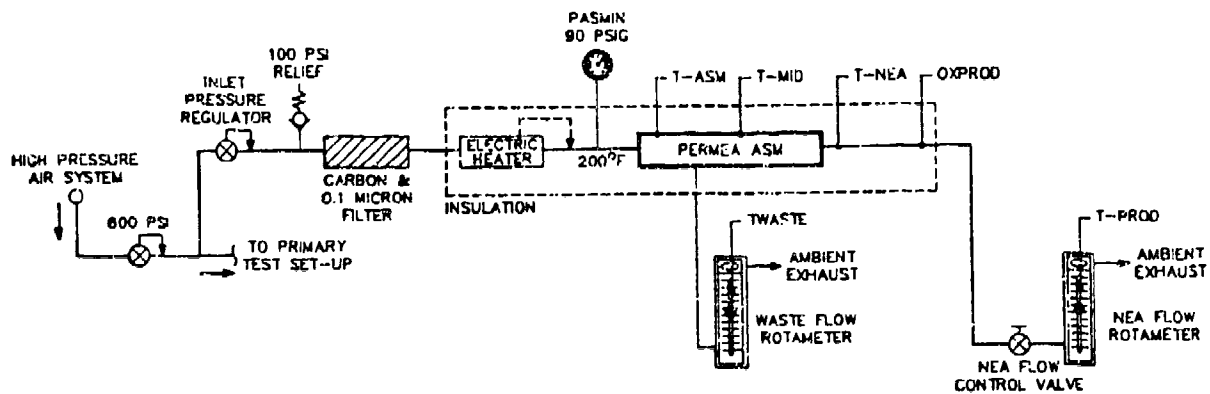 PASMIN
90 PSIG
100 PSI
RELIEF
INLET
PRESSURE
REGULATOR
T-ASM
T-MID
T-NEA
OXPROD
HIGH PRESSURE
AIR SYSTEM
ELECTRIC
HEATER
200°F
PERMEA ASM
CARBON &
0.1 MICRON
FILTER
INSULATION
600 PSI
TO PRIMARY
TEST SET-UP
TWASTE
AMBIENT
EXHAUST
WASTE FLOW
ROTAMETER
T-PROD
AMBIENT
EXHAUST
NEA FLOW
ROTAMETER
NEA FLOW
CONTROL VALVE